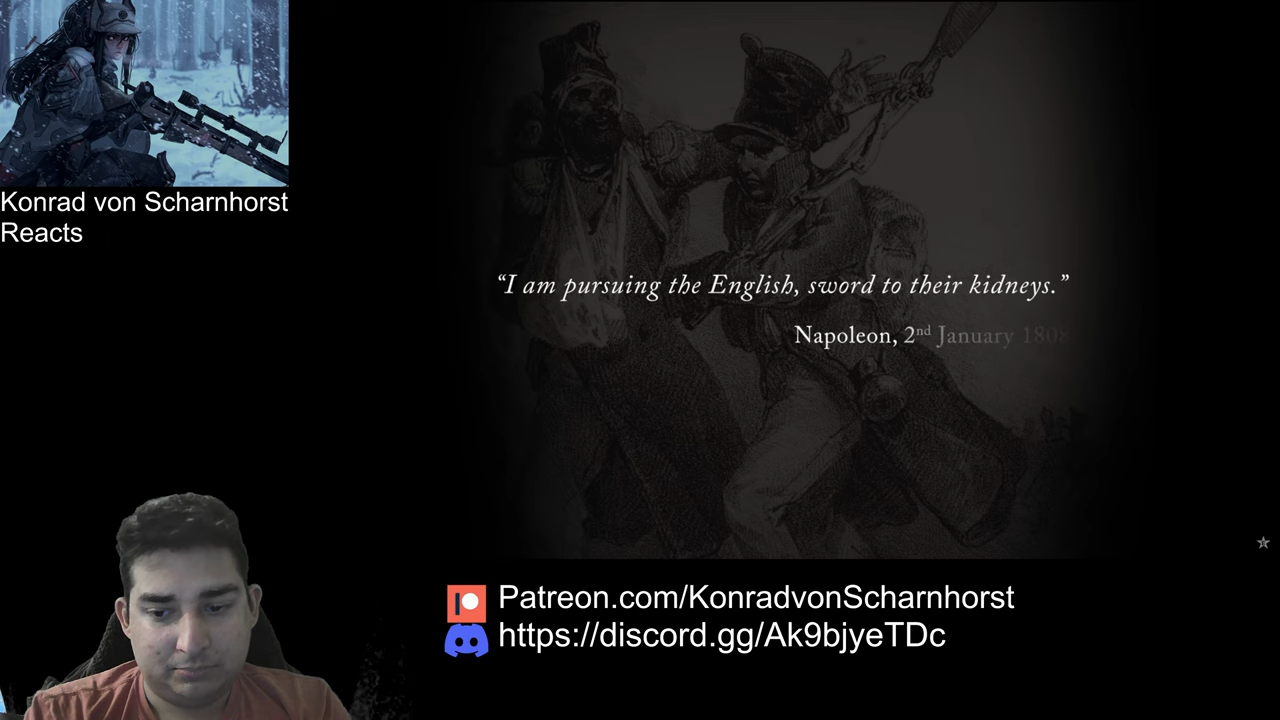 Konrad von Scharnhorst
Reacts
“I am pursuing the English, sword to their kidneys.”
Napoleon, 2nd January 1808
Patreon.com/KonradvonScharnhorst
https://discord.gg/Ak9bjyeTDc